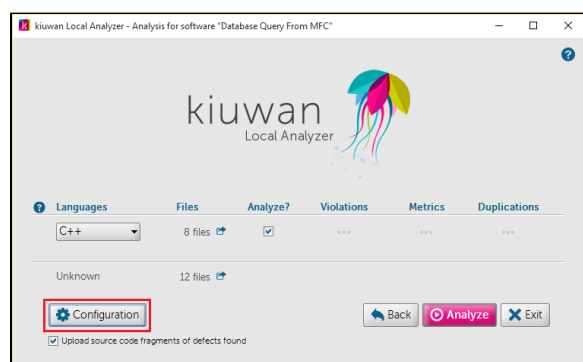 kiuwan Local Analyzer - Analysis for software "Database Query From MFC"
kiuwan
Local Analyzer
Languages Files Analyze? Violations Metrics Duplications
C++ 8 files
Unknown 12 files
Configuration Back Analyze Exit
Upload source code fragments of defects found